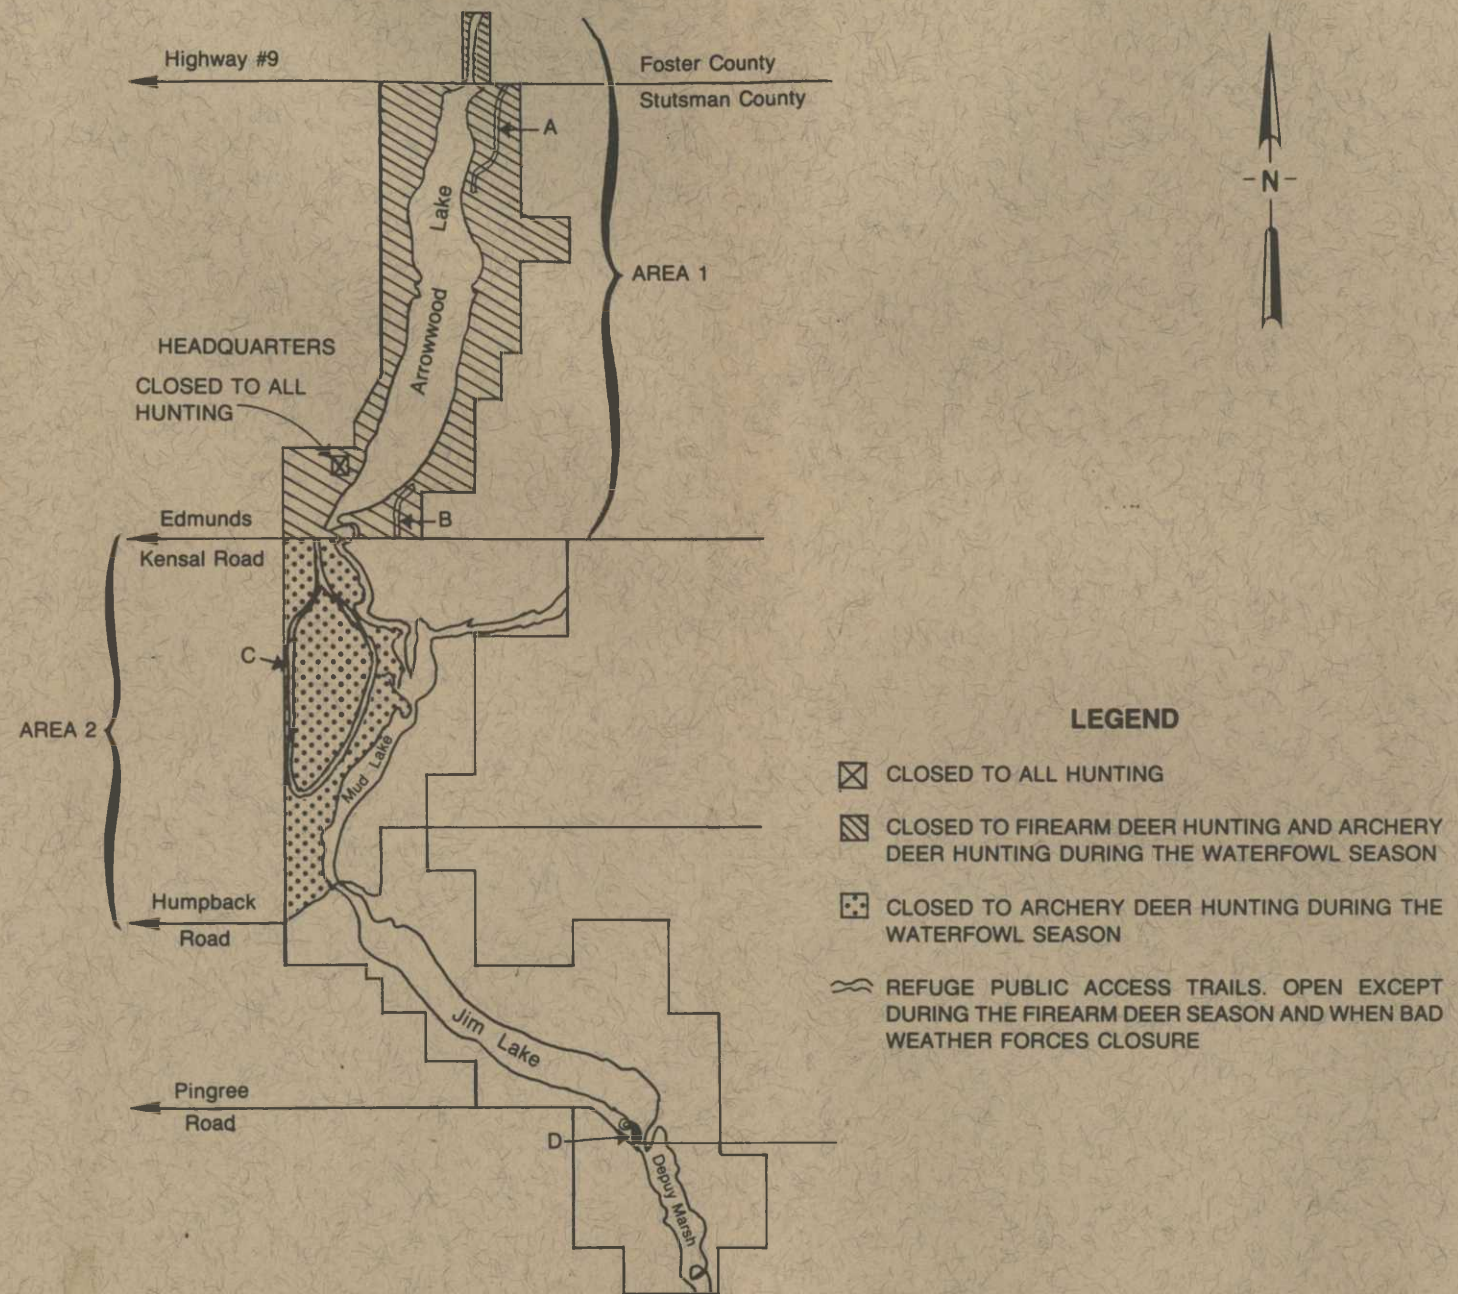 Highway #9
Foster County
Stutsman County
A
Lake
Arrowwood
AREA 1
N
HEADQUARTERS
CLOSED TO ALL
HUNTING
B
Edmunds
Kensal Road
C
AREA 2
Mud Lake
Humpback
Road
Jim Lake
Pingree
Road
D
Depuy Marsh
LEGEND
CLOSED TO ALL HUNTING
CLOSED TO FIREARM DEER HUNTING AND ARCHERY
DEER HUNTING DURING THE WATERFOWL SEASON
CLOSED TO ARCHERY DEER HUNTING DURING THE
WATERFOWL SEASON
REFUGE PUBLIC ACCESS TRAILS. OPEN EXCEPT
DURING THE FIREARM DEER SEASON AND WHEN BAD
WEATHER FORCES CLOSURE